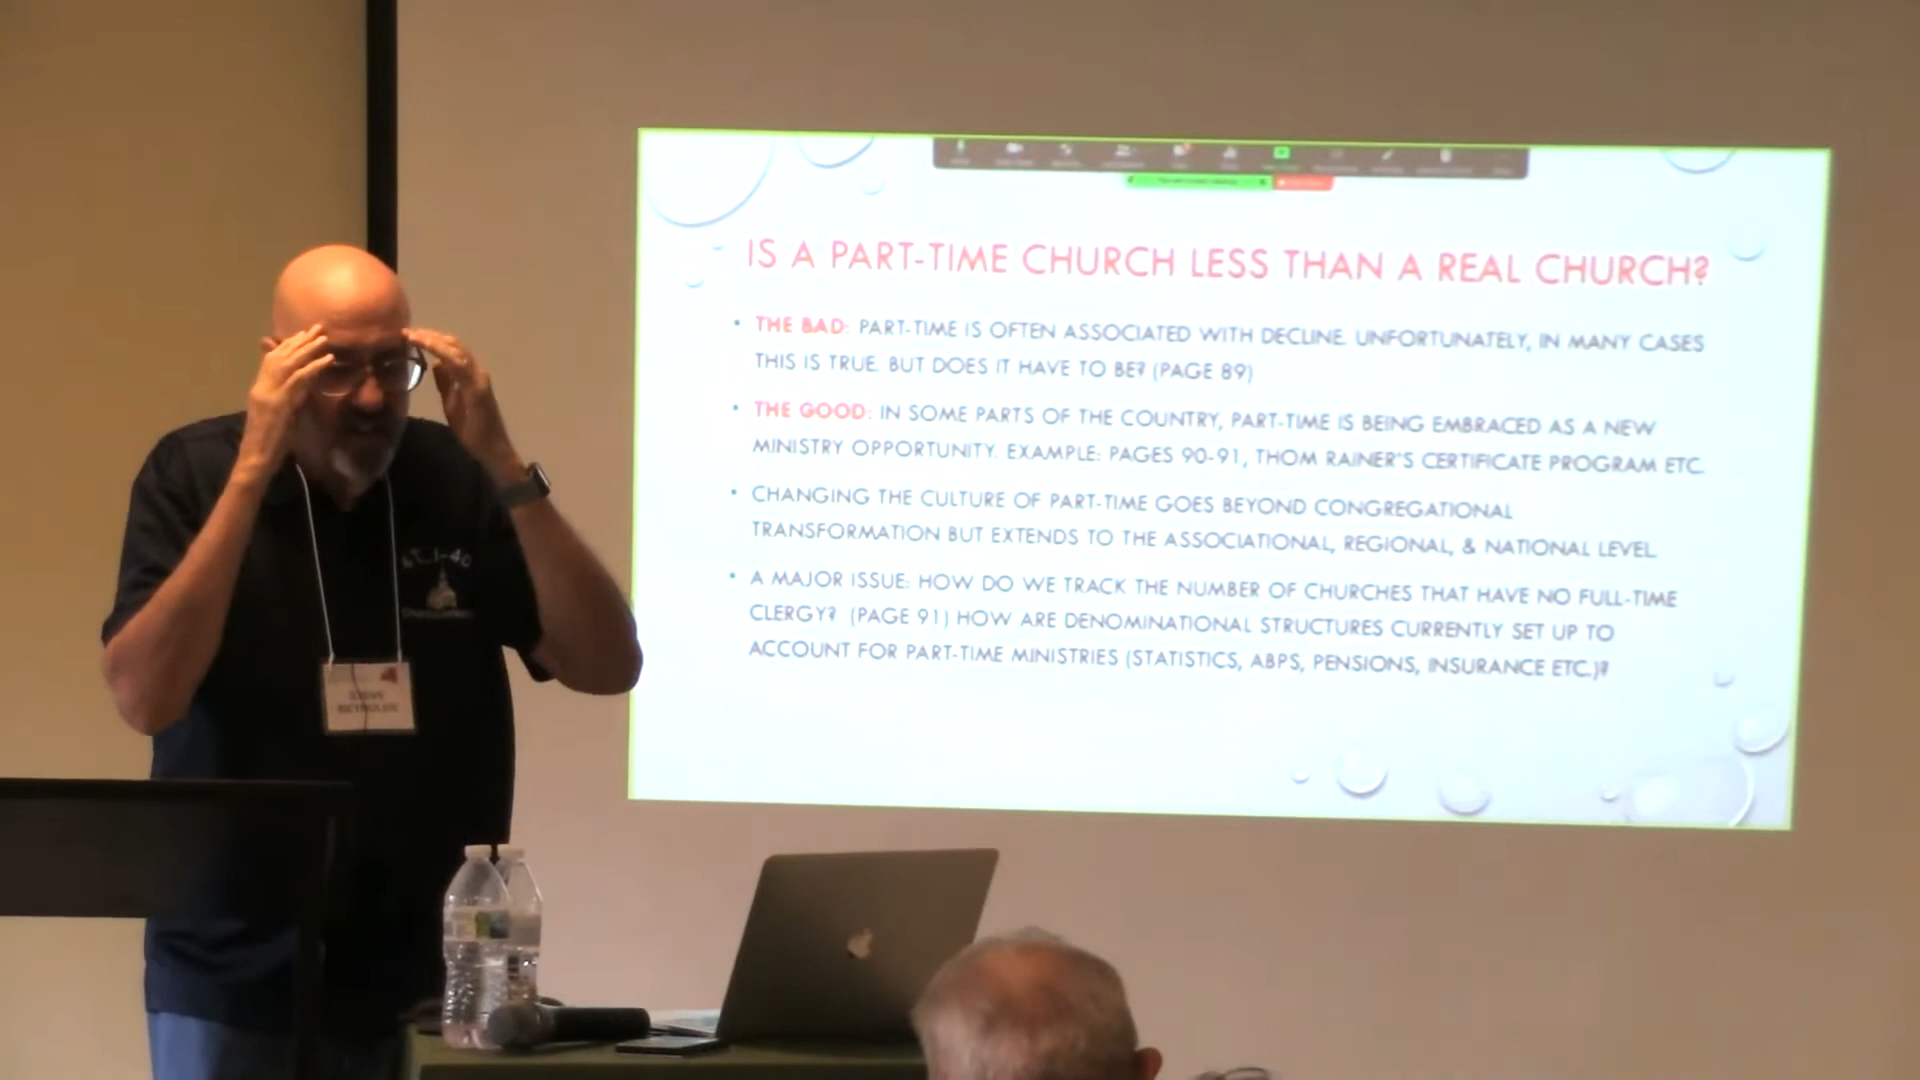 IS A PART-TIME CHURCH LESS THAN A REAL CHURCH?
• THE BAD: PART-TIME IS OFTEN ASSOCIATED WITH DECLINE. UNFORTUNATELY, IN MANY CASES
THIS IS TRUE. BUT DOES IT HAVE TO BE? (PAGE 89)
• THE GOOD: IN SOME PARTS OF THE COUNTRY, PART-TIME IS BEING EMBRACED AS A NEW
MINISTRY OPPORTUNITY. EXAMPLE: PAGES 90-91, THOM RAINER'S CERTIFICATE PROGRAM ETC.
• CHANGING THE CULTURE OF PART-TIME GOES BEYOND CONGREGATIONAL
TRANSFORMATION BUT EXTENDS TO THE ASSOCIATIONAL, REGIONAL, & NATIONAL LEVEL.
• A MAJOR ISSUE: HOW DO WE TRACK THE NUMBER OF CHURCHES THAT HAVE NO FULL-TIME
CLERGY? (PAGE 91) HOW ARE DENOMINATIONAL STRUCTURES CURRENTLY SET UP TO
ACCOUNT FOR PART-TIME MINISTRIES (STATISTICS, ABPS, PENSIONS, INSURANCE ETC.)?
STEVE
REYNOLDS